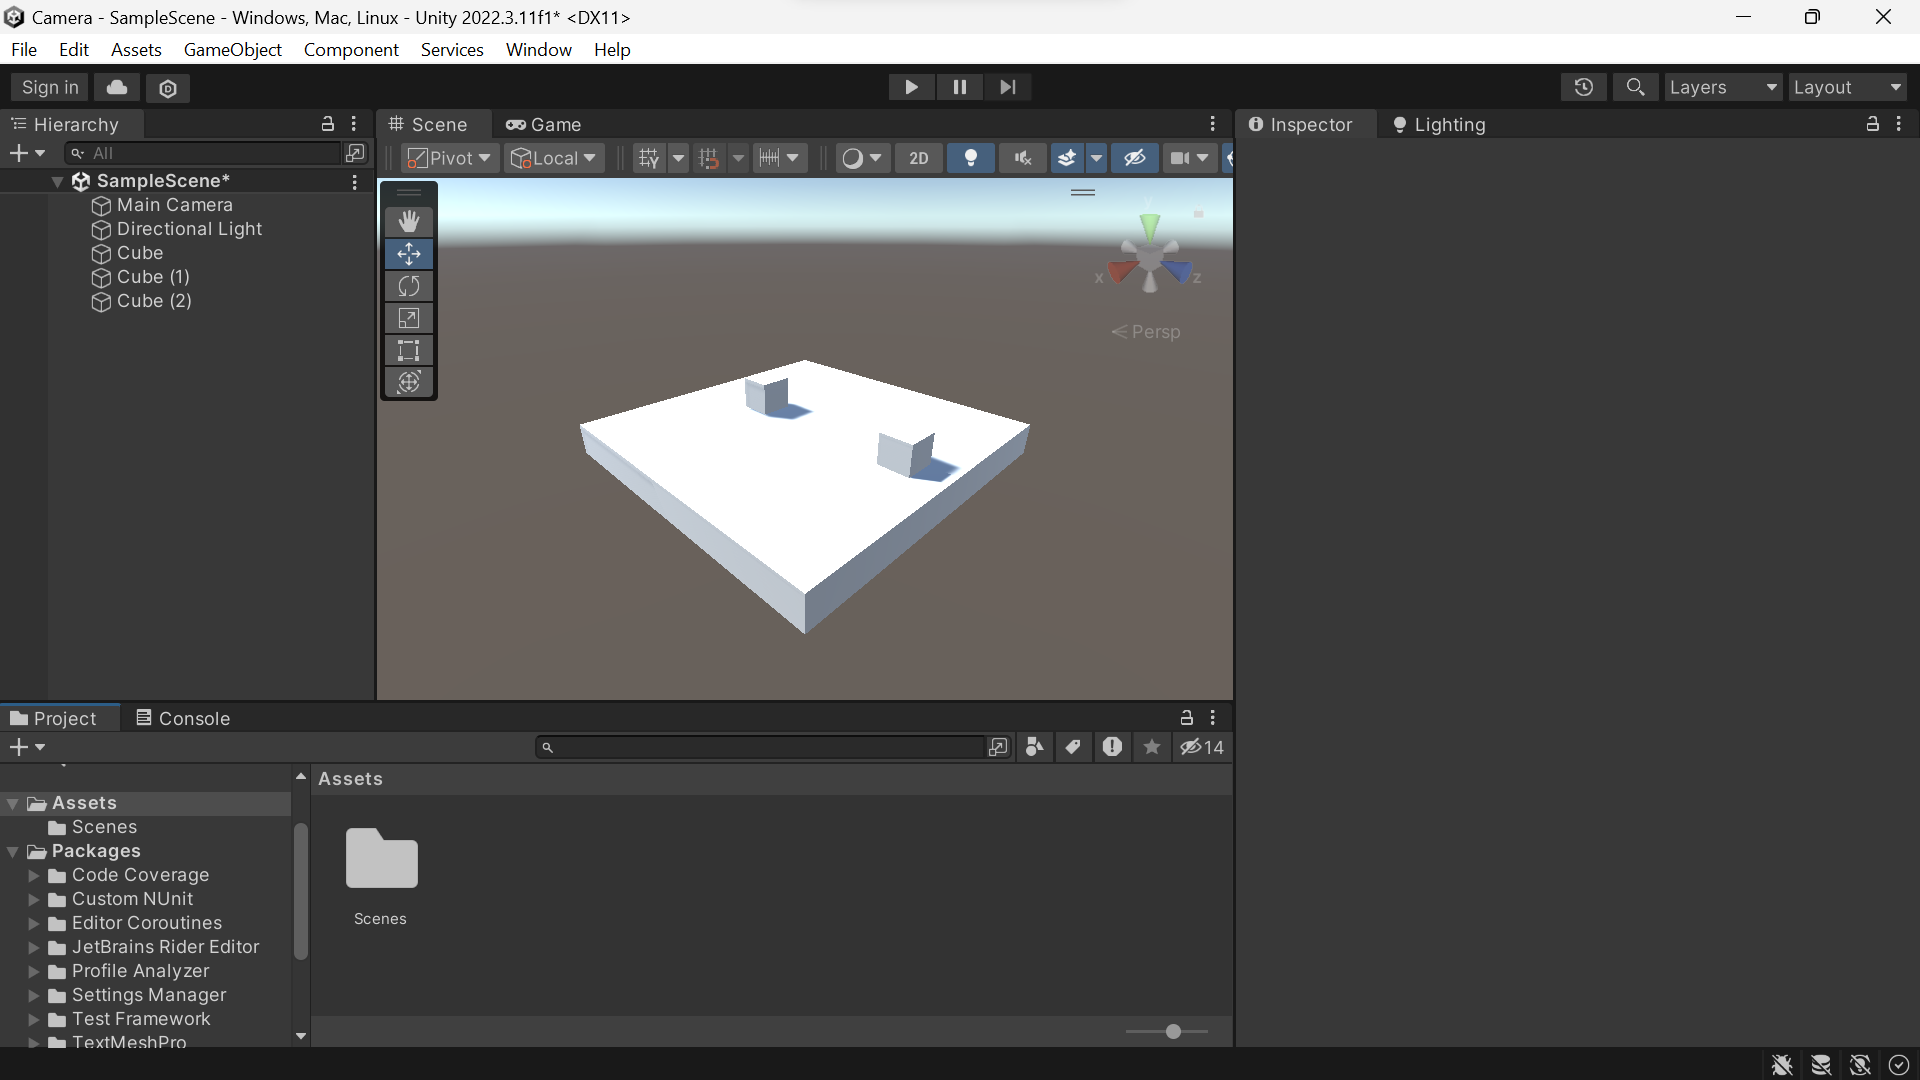 Camera - SampleScene - Windows, Mac, Linux - Unity 2022.3.11f1* <DX11>
File Edit Assets GameObject Component Services Window Help
Sign in
Layers
Layout
Hierarchy
Scene
Game
Inspector
Lighting
All
Pivot
Local
2D
SampleScene*
Main Camera
Directional Light
Cube
Cube (1)
Cube (2)
y
x
z
Persp
Project
Console
14
Assets
Assets
Scenes
Packages
Code Coverage
Custom NUnit
Editor Coroutines
JetBrains Rider Editor
Profile Analyzer
Settings Manager
Test Framework
TextMeshPro
Scenes